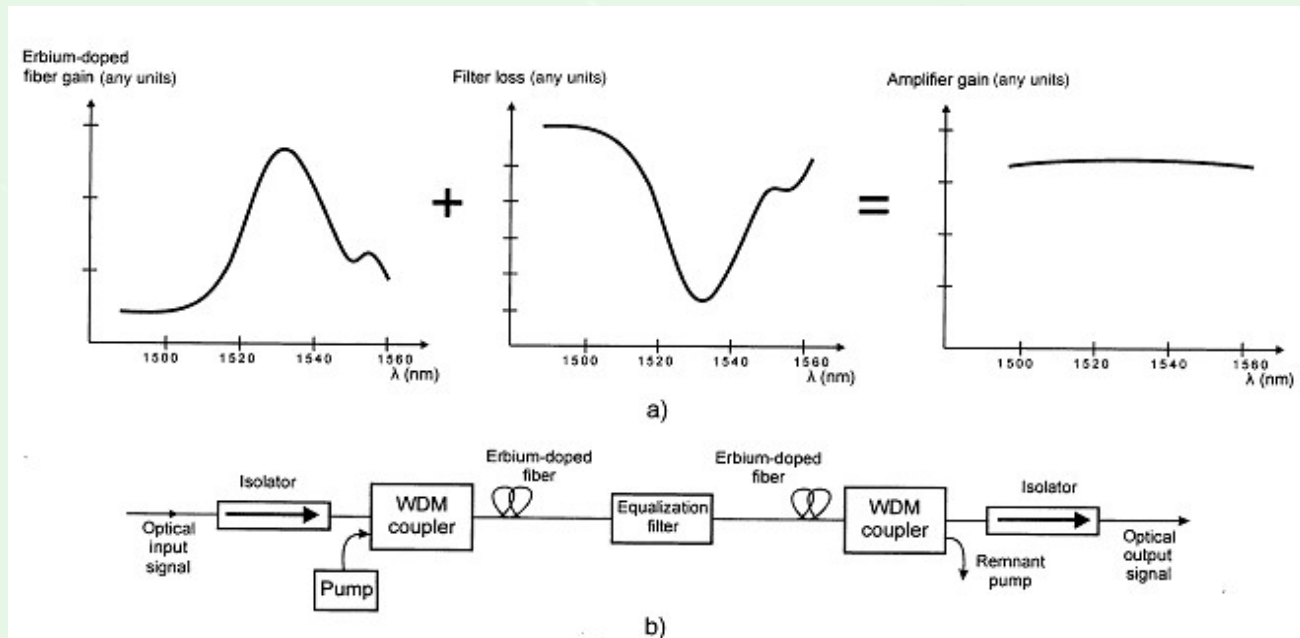 Erbium-doped
fiber gain (any units)
Filter loss (any units)
Amplifier gain (any units)
+
=
1500 1520 1540 1560
λ (nm)
1500 1520 1540 1560
λ (nm)
1500 1520 1540 1560
λ (nm)
a)
Erbium-doped
fiber
Erbium-doped
fiber
Isolator
WDM
coupler
Equalization
filter
WDM
coupler
Isolator
Optical
input
signal
Pump
Remnant
pump
Optical
output
signal
b)